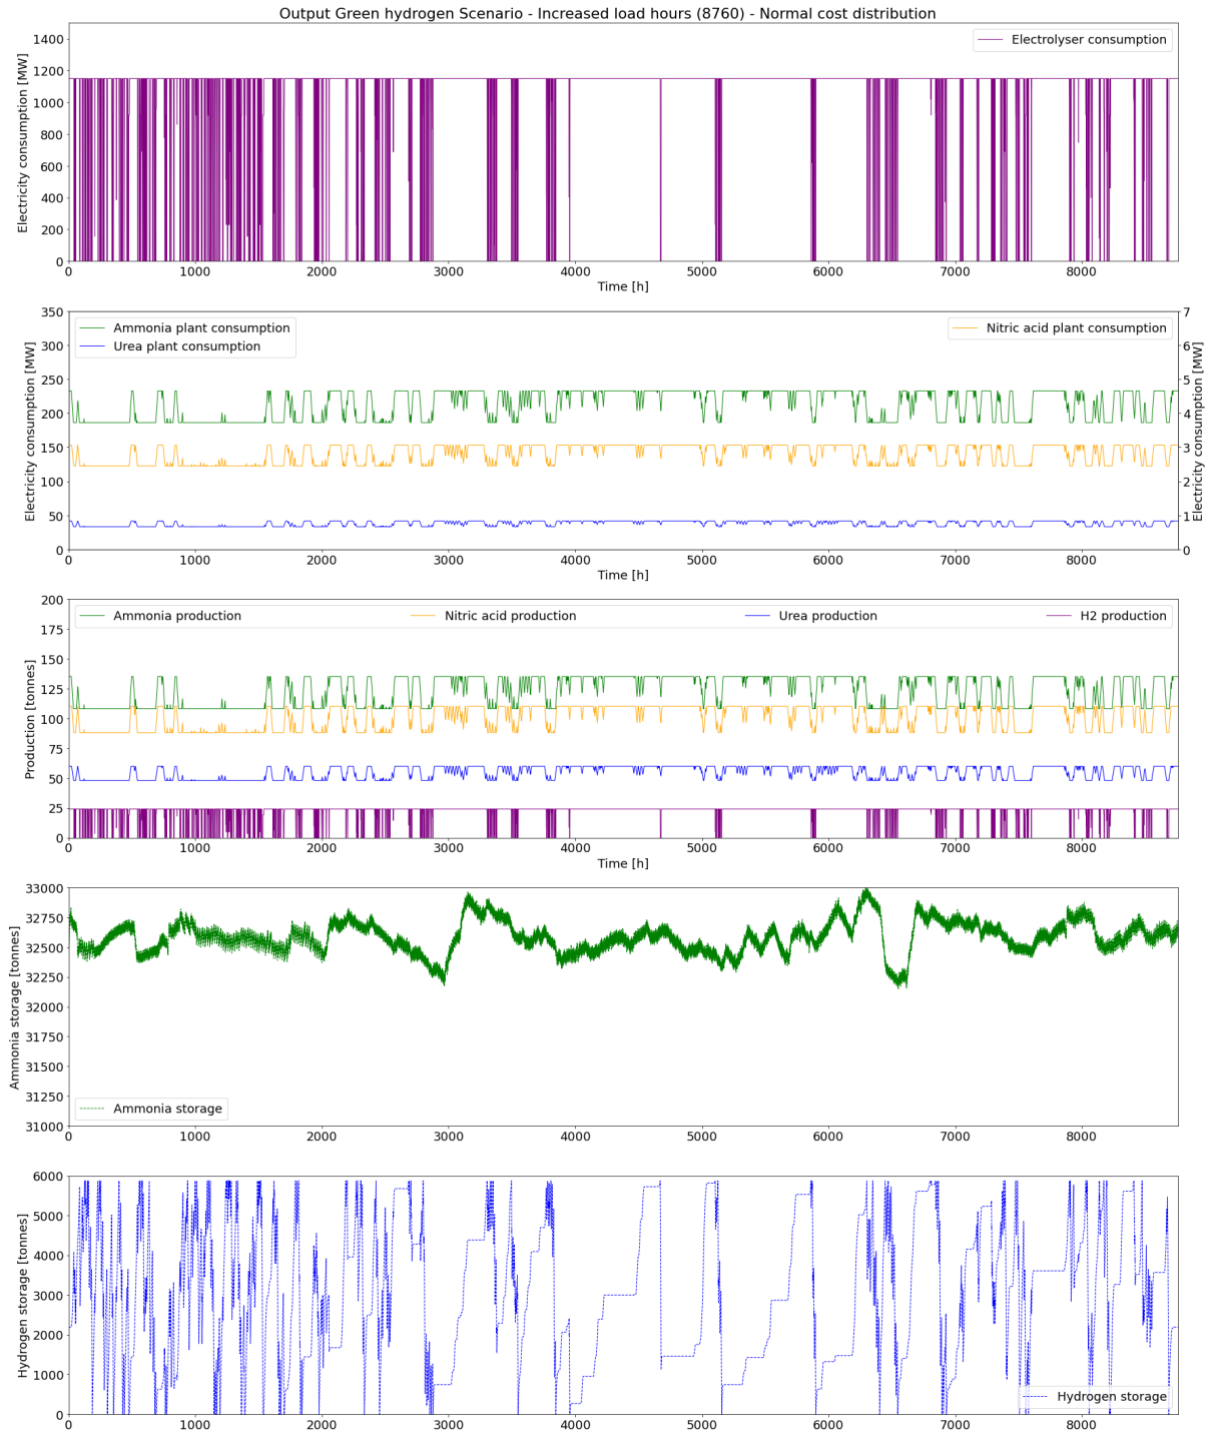 Output Green hydrogen Scenario - Increased load hours (8760) - Normal cost distribution
Electricity consumption [MW]
1400
1200
1000
800
600
400
200
0
Electrolyser consumption
0 1000 2000 3000 4000 5000 6000 7000 8000
Time [h]
Electricity consumption [MW]
350
300
250
200
150
100
50
0
Ammonia plant consumption
Urea plant consumption
Nitric acid plant consumption
7
6
5
4
3
2
1
0
Electricity consumption [MW]
0 1000 2000 3000 4000 5000 6000 7000 8000
Time [h]
Production [tonnes]
200
175
150
125
100
75
50
25
0
Ammonia production Nitric acid production Urea production H2 production
0 1000 2000 3000 4000 5000 6000 7000 8000
Time [h]
Ammonia storage [tonnes]
33000
32750
32500
32250
32000
31750
31500
31250
31000
Ammonia storage
0 1000 2000 3000 4000 5000 6000 7000 8000
Hydrogen storage [tonnes]
6000
5000
4000
3000
2000
1000
0
Hydrogen storage
0 1000 2000 3000 4000 5000 6000 7000 8000